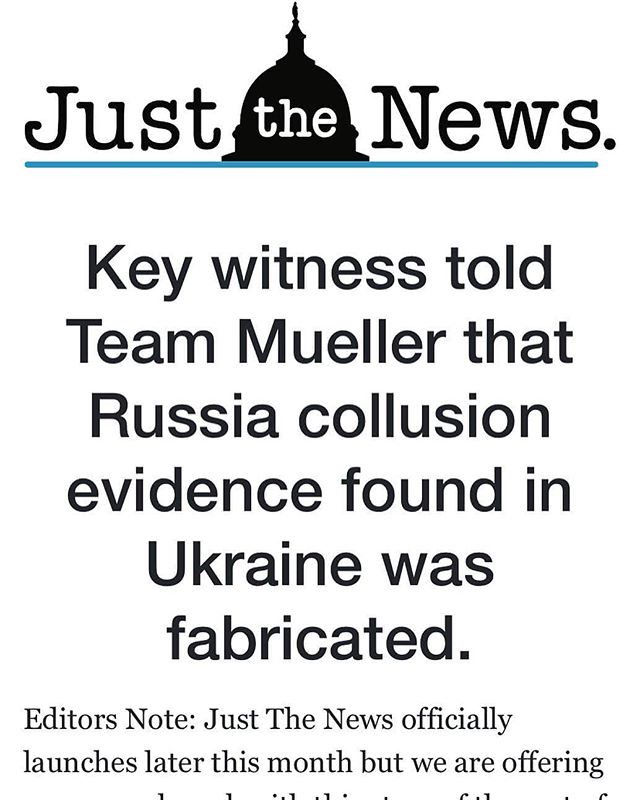 Just the News.
Key witness told
Team Mueller that
Russia collusion
evidence found in
Ukraine was
fabricated.
Editors Note: Just The News officially
launches later this month but we are offering